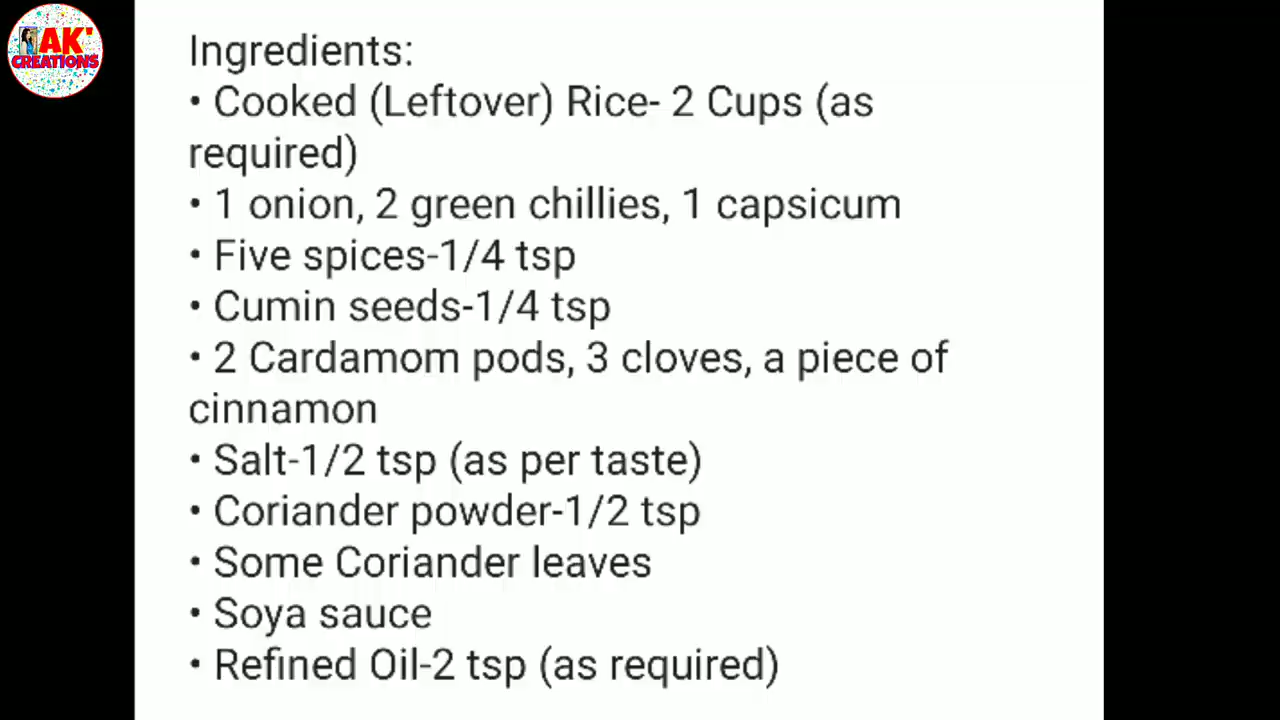 AK'
CREATIONS
Ingredients:
• Cooked (Leftover) Rice- 2 Cups (as
required)
• 1 onion, 2 green chillies, 1 capsicum
• Five spices-1/4 tsp
• Cumin seeds-1/4 tsp
• 2 Cardamom pods, 3 cloves, a piece of
cinnamon
• Salt-1/2 tsp (as per taste)
• Coriander powder-1/2 tsp
• Some Coriander leaves
• Soya sauce
• Refined Oil-2 tsp (as required)